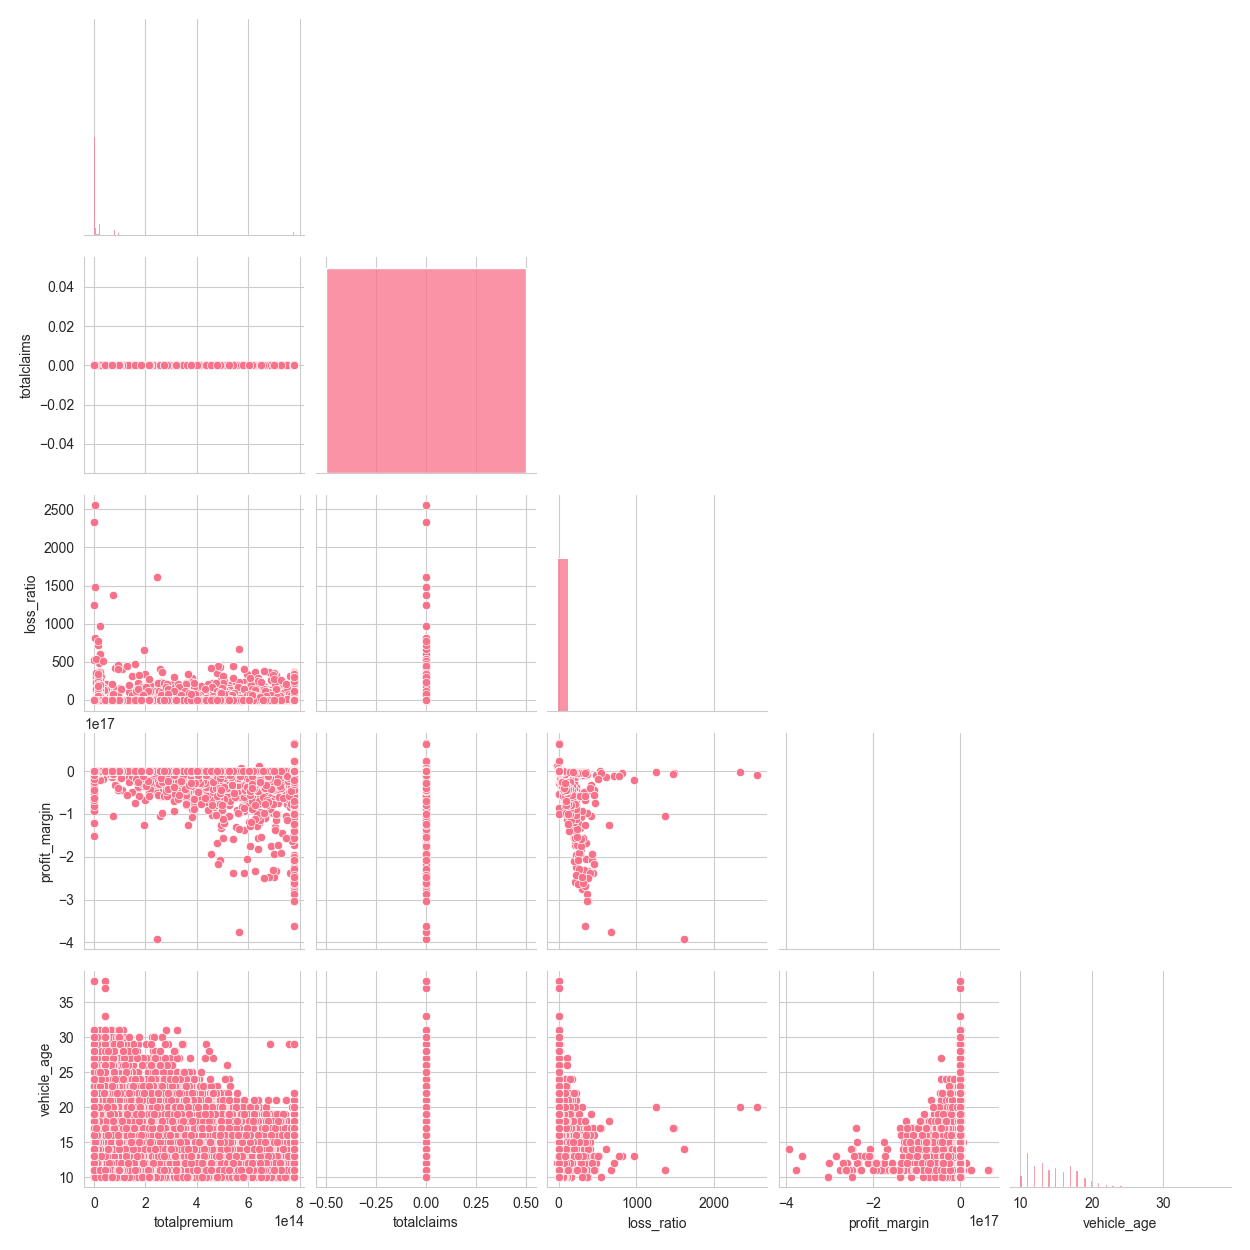 0.04
0.02
0.00
−0.02
−0.04
totalclaims
2500
2000
1500
1000
500
0
loss_ratio
1e17
0
−1
−2
−3
−4
profit_margin
35
30
25
20
15
10
vehicle_age
0 2 4 6 8
1e14
totalpremium
−0.50 −0.25 0.00 0.25 0.50
totalclaims
0 1000 2000
loss_ratio
−4 −2 0
1e17
profit_margin
10 20 30
vehicle_age